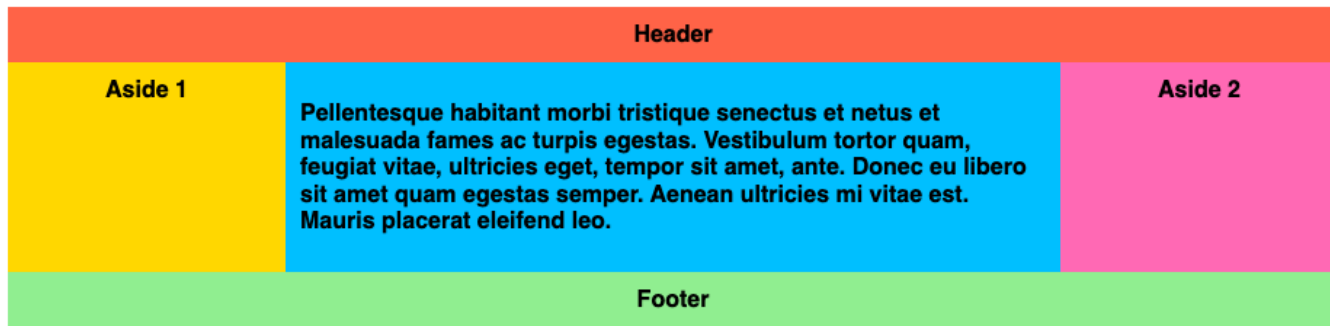 Header
Aside 1
Pellentesque habitant morbi tristique senectus et netus et
malesuada fames ac turpis egestas. Vestibulum tortor quam,
feugiat vitae, ultricies eget, tempor sit amet, ante. Donec eu libero
sit amet quam egestas semper. Aenean ultricies mi vitae est.
Mauris placerat eleifend leo.
Aside 2
Footer